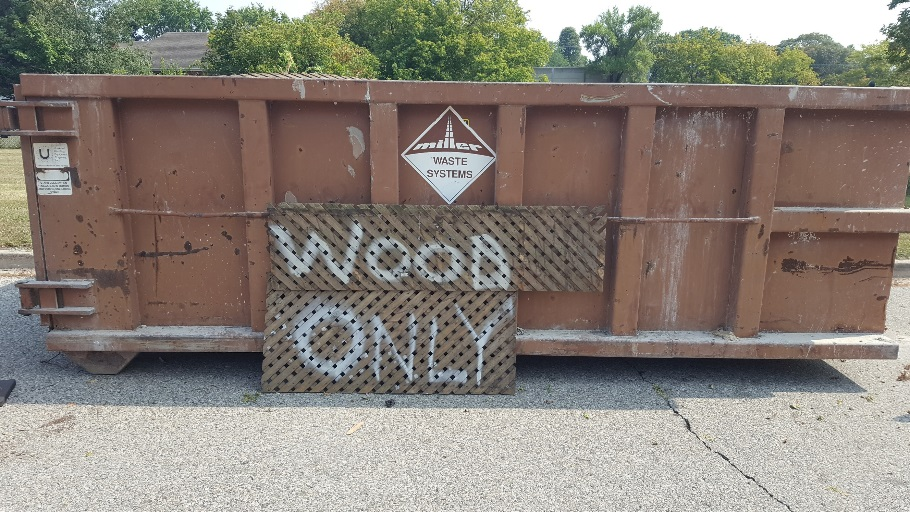 miller
WASTE
SYSTEMS
U
WOOD
ONLY